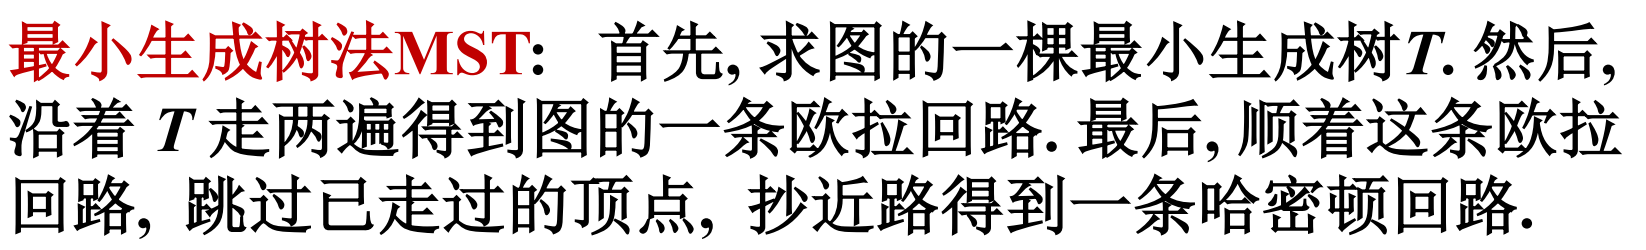 最小生成树法MST: 首先, 求图的一棵最小生成树T. 然后,
沿着 T 走两遍得到图的一条欧拉回路. 最后, 顺着这条欧拉
回路, 跳过已走过的顶点, 抄近路得到一条哈密顿回路.